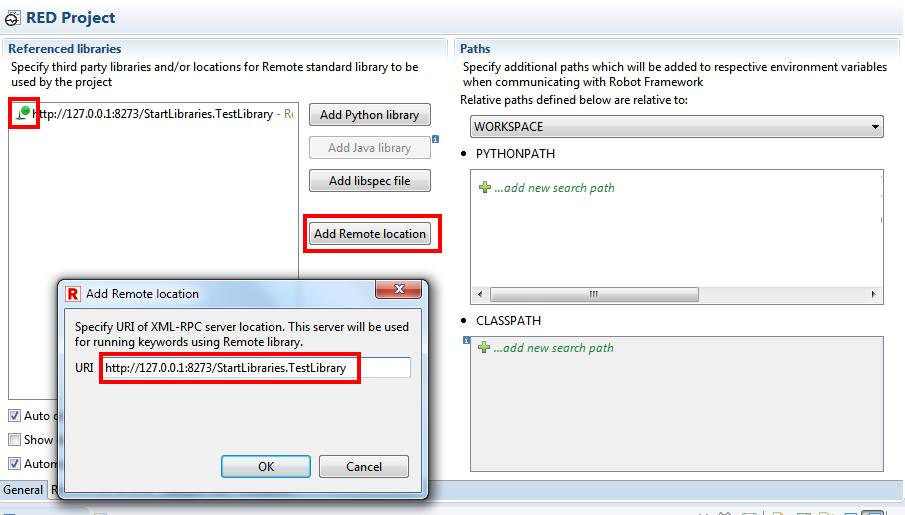 RED Project
Referenced libraries
Specify third party libraries and/or locations for Remote standard library to be
used by the project
http://127.0.0.1:8273/StartLibraries.TestLibrary - R
Add Python library
Add Java library
Add libspec file
Add Remote location
Paths
Specify additional paths which will be added to respective environment variables
when communicating with Robot Framework
Relative paths defined below are relative to:
WORKSPACE
PYTHONPATH
...add new search path
CLASSPATH
...add new search path
R Add Remote location
Specify URI of XML-RPC server location. This server will be used
for running keywords using Remote library.
URI http://127.0.0.1:8273/StartLibraries.TestLibrary
OK Cancel
Auto
Show
General